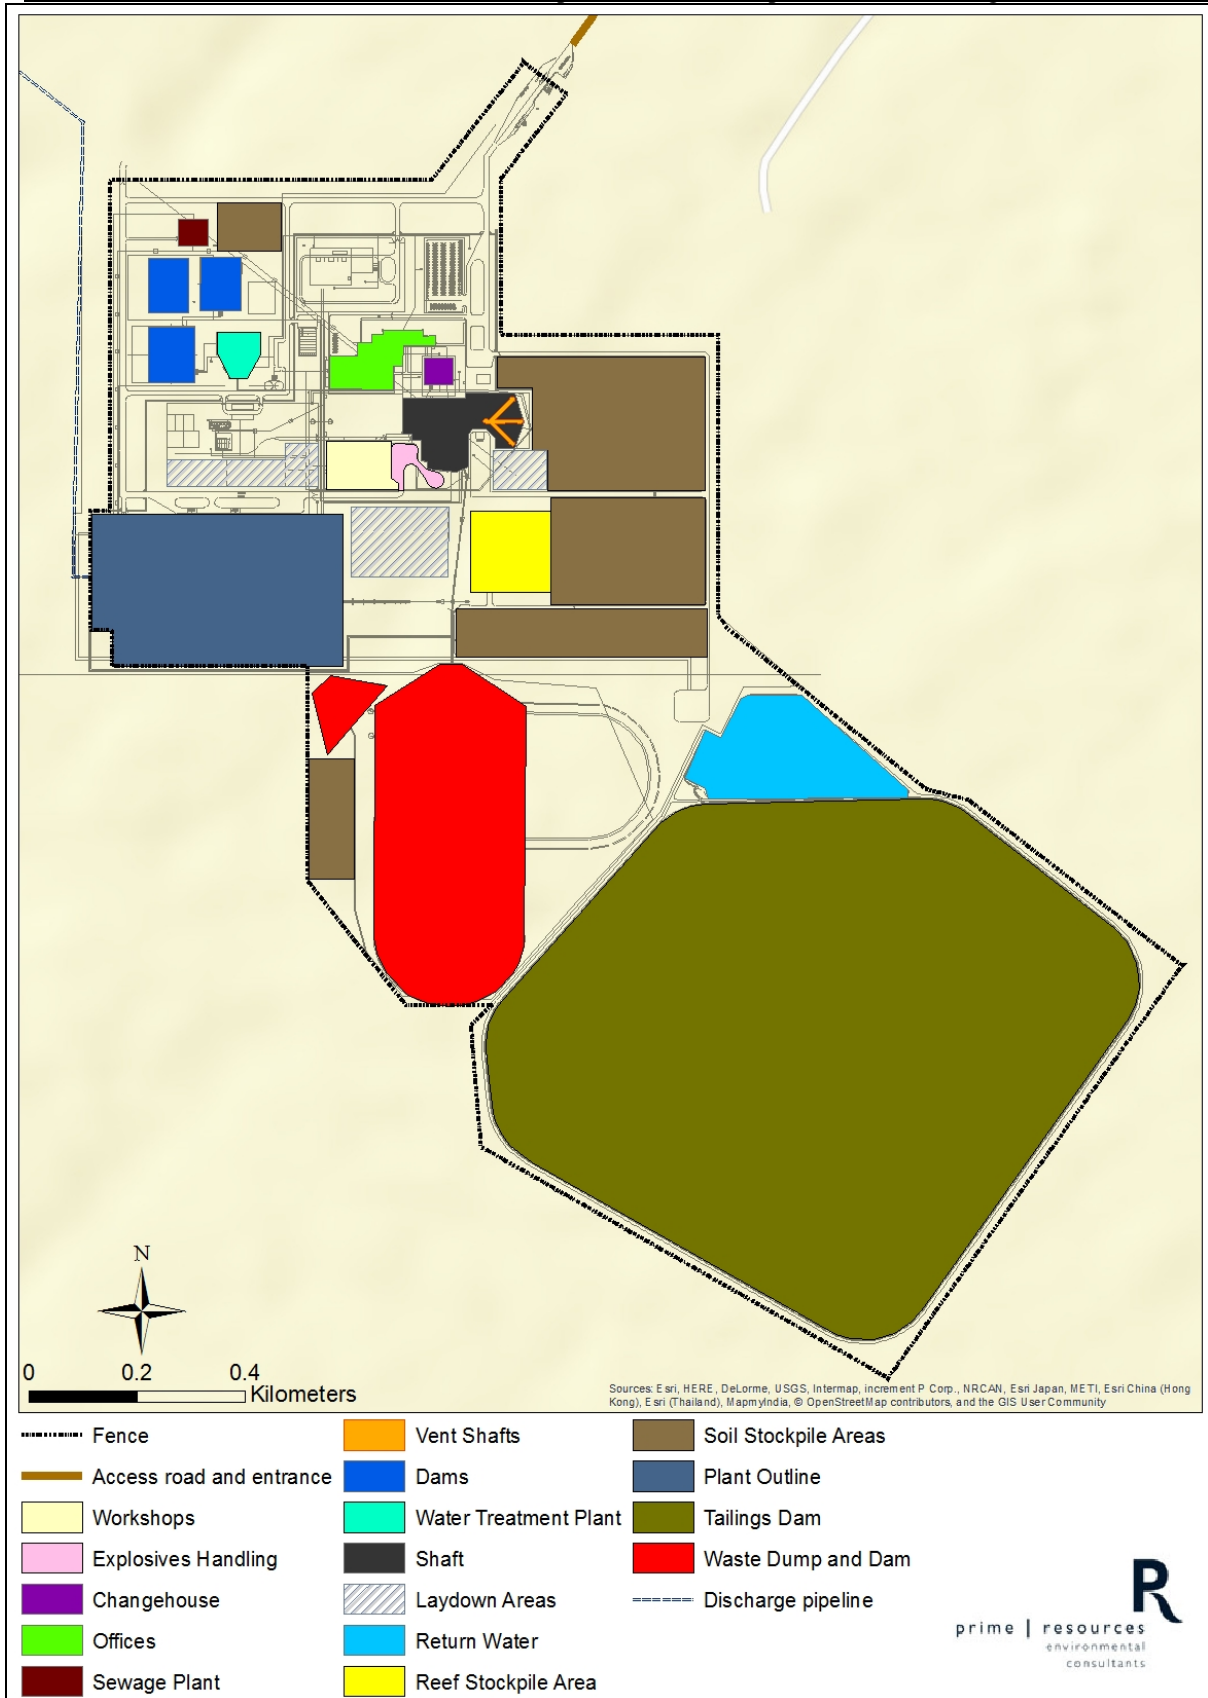 N
0 0.2 0.4
Kilometers
Sources: Esri, HERE, DeLorme, USGS, Intermap, increment P Corp., NRCAN, Esri Japan, METI, Esri China (Hong
Kong), Esri (Thailand), MapmyIndia, © OpenStreetMap contributors, and the GIS User Community
Fence
Access road and entrance
Workshops
Explosives Handling
Changehouse
Offices
Sewage Plant
Vent Shafts
Dams
Water Treatment Plant
Shaft
Laydown Areas
Return Water
Reef Stockpile Area
Soil Stockpile Areas
Plant Outline
Tailings Dam
Waste Dump and Dam
Discharge pipeline
R
prime | resources
environmental
consultants